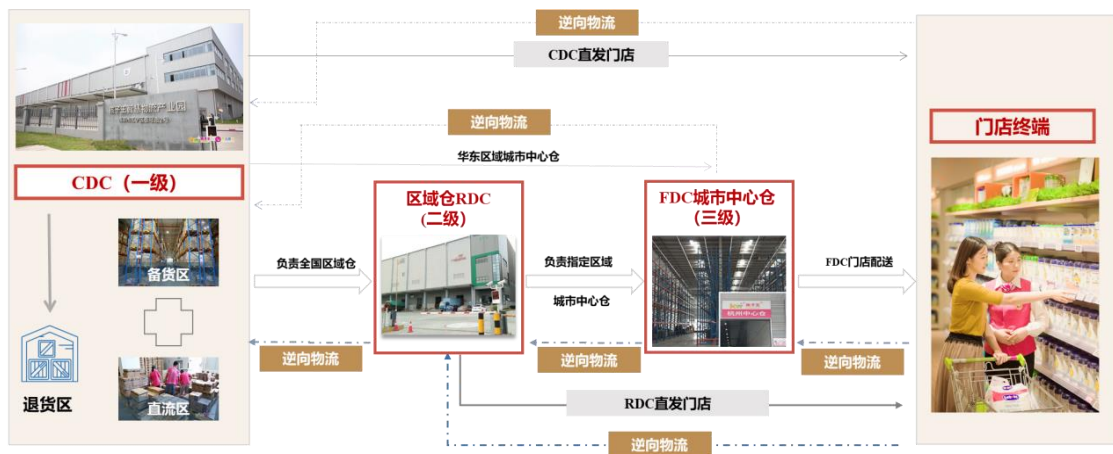 逆向物流
CDC直发门店
逆向物流
华东区域城市中心仓
门店终端
CDC（一级）
区域仓RDC
(二级)
FDC城市中心仓
(三级)
备货区
负责全国区域仓
负责指定区域
城市中心仓
FDC门店配送
杭州中心仓
逆向物流
逆向物流
逆向物流
退货区
直流区
RDC直发门店
逆向物流